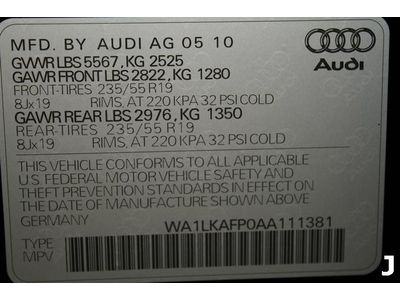 MFD. BY AUDI AG 05 10
GVWR LBS 5567, KG 2525
GAWR FRONT LBS 2822, KG 1280
FRONT-TIRES 235/55 R19
8Jx19 RIMS, AT 220 KPA 32 PSI COLD
GAWR REAR LBS 2976, KG 1350
REAR-TIRES 235/55 R19
8Jx19 RIMS, AT 220 KPA 32 PSI COLD
Audi
THIS VEHICLE CONFORMS TO ALL APPLICABLE
U.S. FEDERAL MOTOR VEHICLE SAFETY AND
THEFT PREVENTION STANDARDS IN EFFECT ON
THE DATE OF MANUFACTURE SHOWN ABOVE
GERMANY WA1LKAFP0AA111381
TYPE
MPV
J